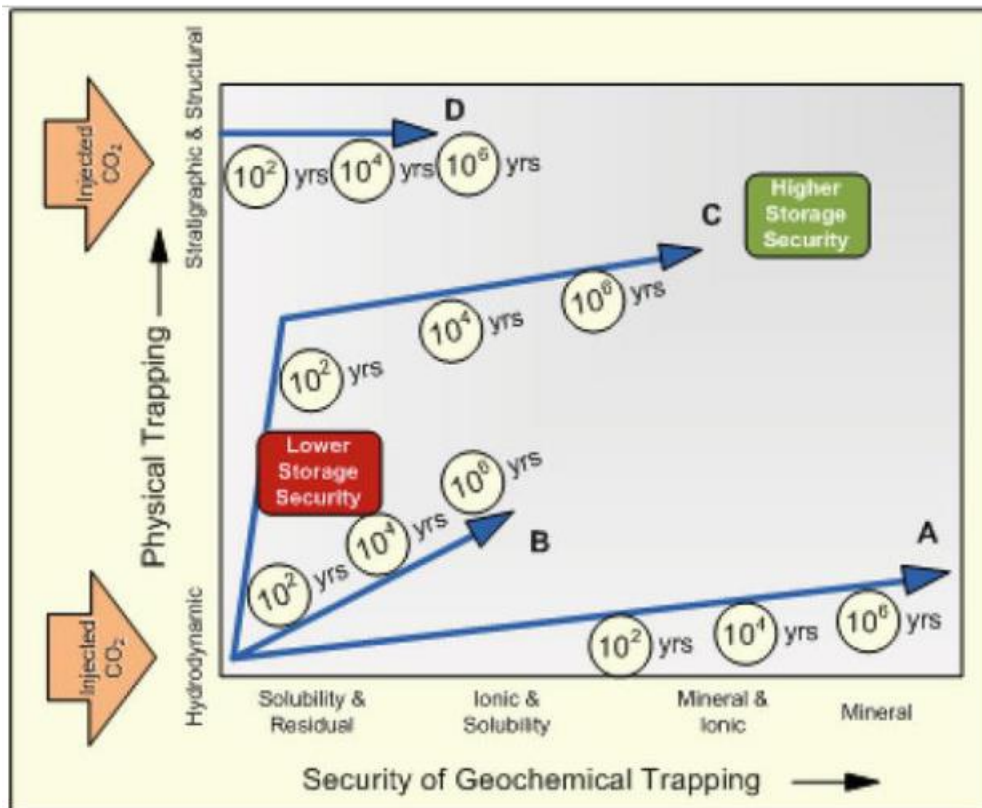 Injected
CO₂
Stratigraphic & Structural
D
10² yrs 10⁴ yrs 10⁶ yrs
Higher
Storage
Security
C
10² yrs 10⁴ yrs 10⁶ yrs
Physical Trapping
Lower
Storage
Security
10² yrs 10⁴ yrs 10⁶ yrs
B
A
10² yrs 10⁴ yrs 10⁶ yrs
Injected
CO₂
Hydrodynamic
Solubility &
Residual
Ionic &
Solubility
Mineral &
Ionic
Mineral
Security of Geochemical Trapping